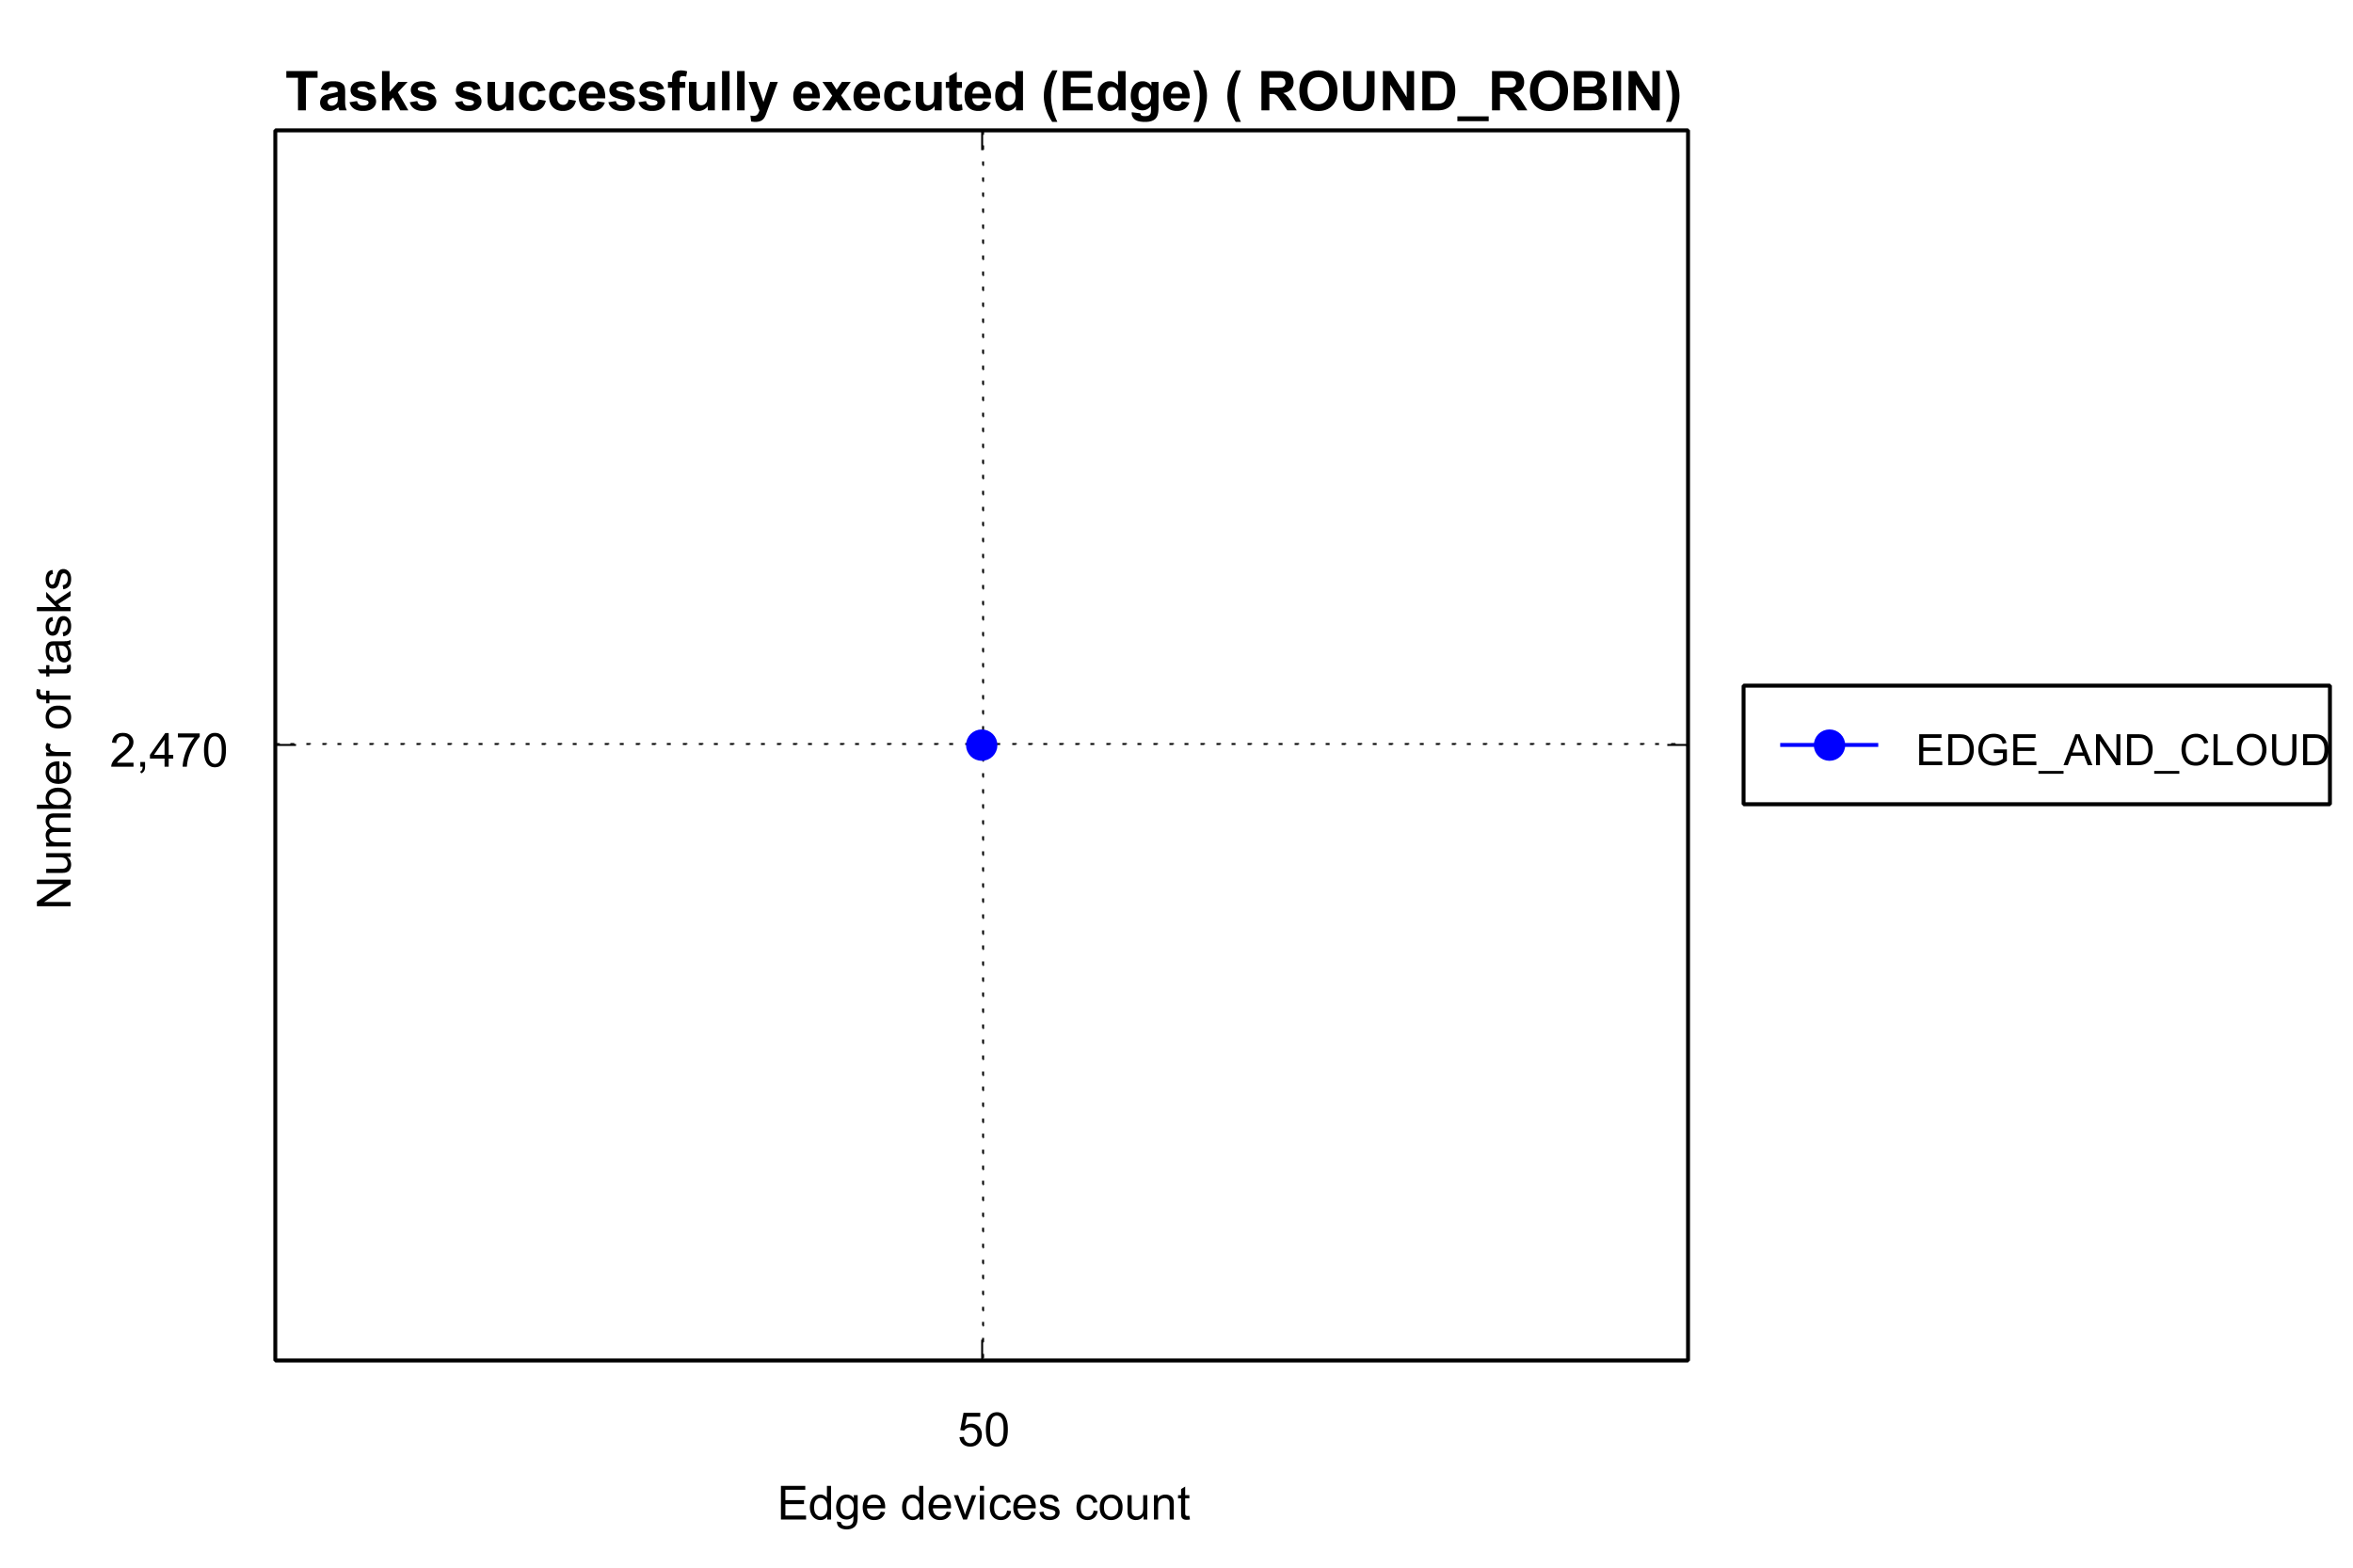 Tasks successfully executed (Edge)( ROUND_ROBIN)
Number of tasks
2,470
EDGE_AND_CLOUD
50
Edge devices count